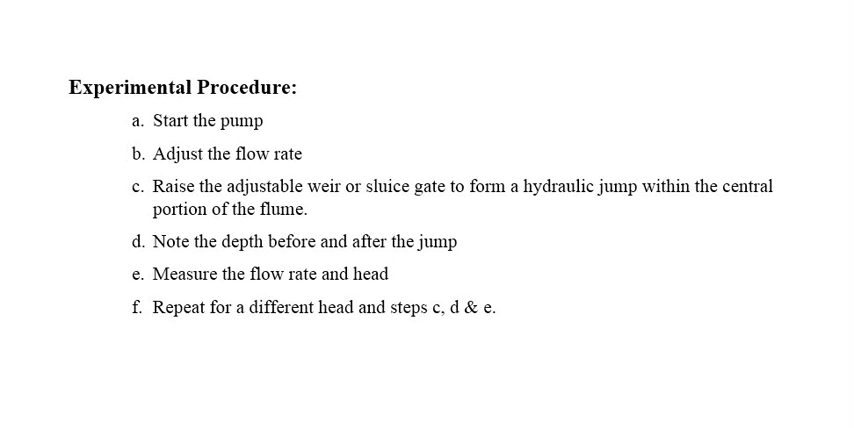 Experimental Procedure:
a. Start the pump
b. Adjust the flow rate
c. Raise the adjustable weir or sluice gate to form a hydraulic jump within the central
portion of the flume.
d. Note the depth before and after the jump
e. Measure the flow rate and head
f. Repeat for a different head and steps c, d & e.